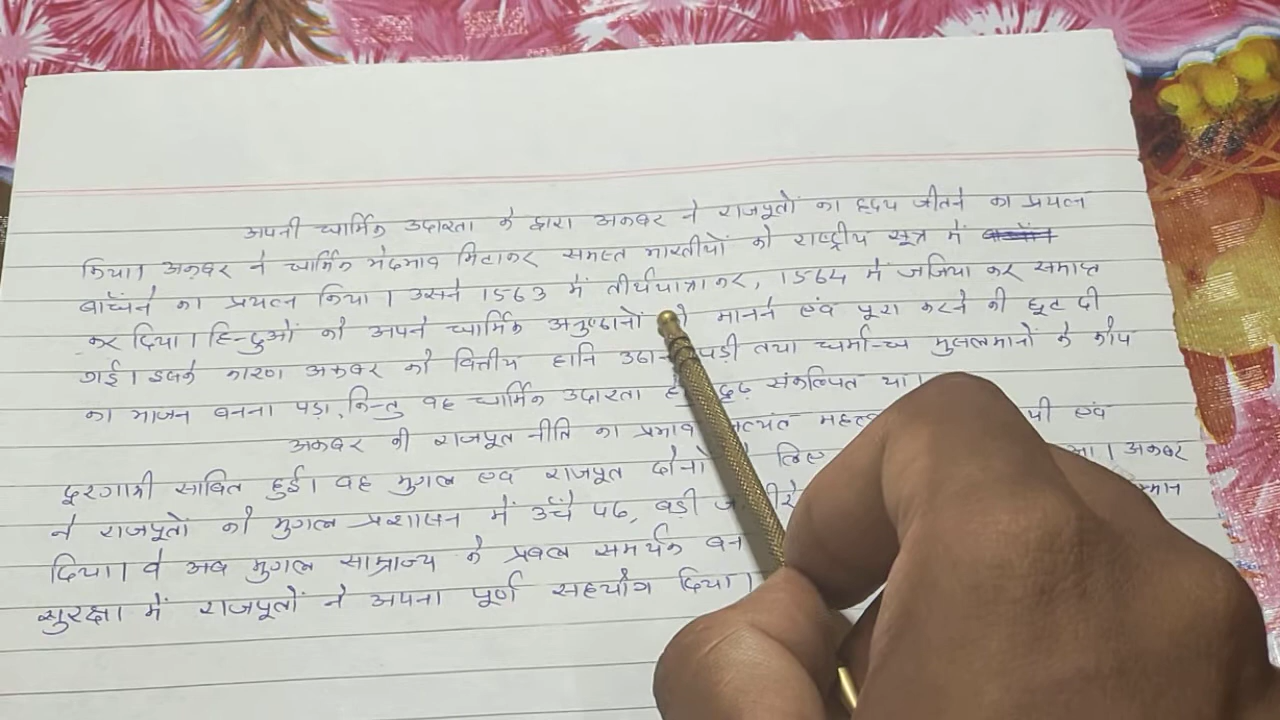 अपनी धार्मिक उदारता के द्वारा अकबर ने राजपूतों का हृदय जीतने का प्रयत्न
किया। अकबर ने धार्मिक भेदभाव मिटाकर समस्त भारतीयों को राष्ट्रीय सूत्र में
बाँधने का प्रयत्न किया। उसने 1563 में तीर्थयात्रा कर, 1564 में जजिया कर समाप्त
कर दिया। हिन्दुओं को अपने धार्मिक अनुष्ठानों मानने एवं पूरा करने की छूट दी
गई। इसके कारण अकबर को वित्तीय हानि पड़ी तथा धर्मान्ध मुसलमानों के कोप
का भाजन बनना पड़ा, किन्तु वह धार्मिक उदारता दृढ़ संकल्पित था।
अकबर की राजपूत नीति का प्रभाव एवं
दूरगामी साबित हुई। वह मुगल एवं राजपूत दोनों लिए अकबर
ने राजपूतों को मुगल प्रशासन में उँचे पद, बड़ी
दिया। वे अब मुगल साम्राज्य के प्रबल समर्थक बन
सुरक्षा में राजपूतों ने अपना पूर्ण सहयोग दिया।